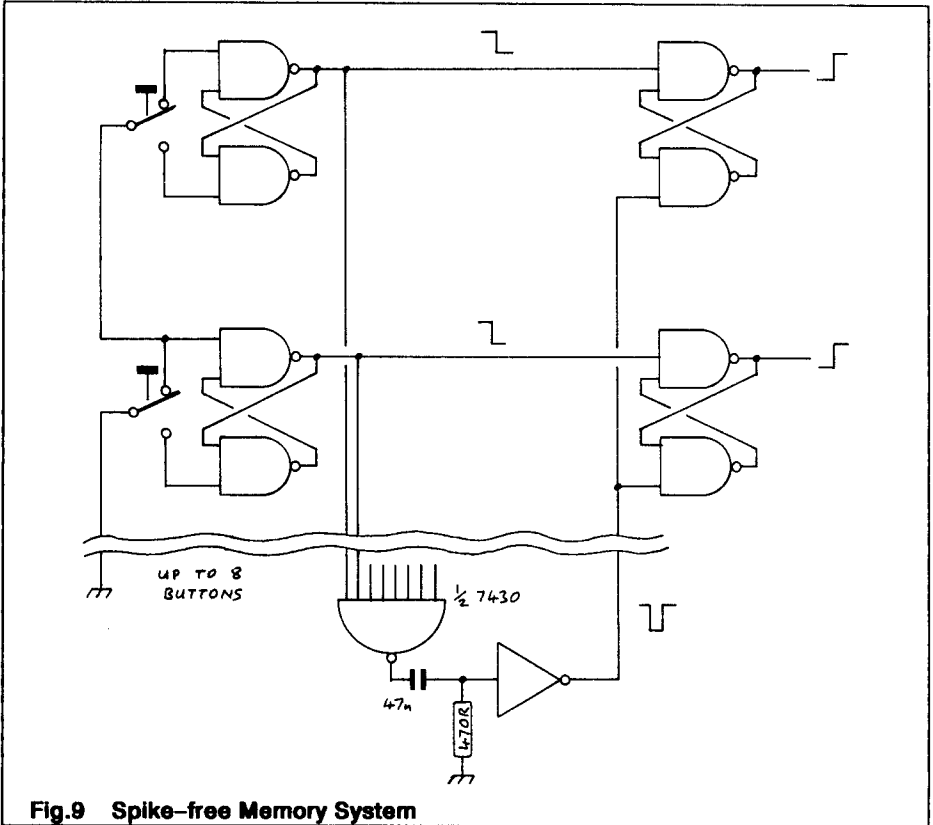 UP TO 8
BUTTONS
½ 7430
47n
470R
Fig.9 Spike-free Memory System